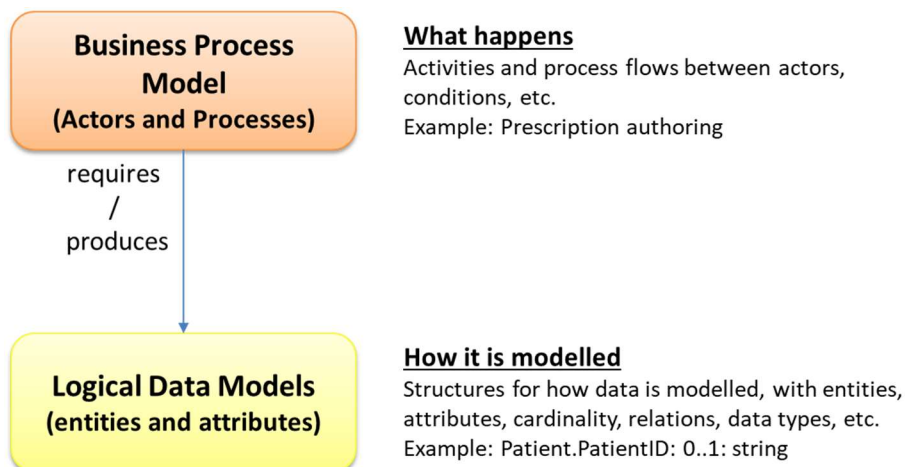 Business Process
Model
(Actors and Processes)
What happens
Activities and process flows between actors,
conditions, etc.
Example: Prescription authoring
requires
/
produces
Logical Data Models
(entities and attributes)
How it is modelled
Structures for how data is modelled, with entities,
attributes, cardinality, relations, data types, etc.
Example: Patient.PatientID: 0..1: string